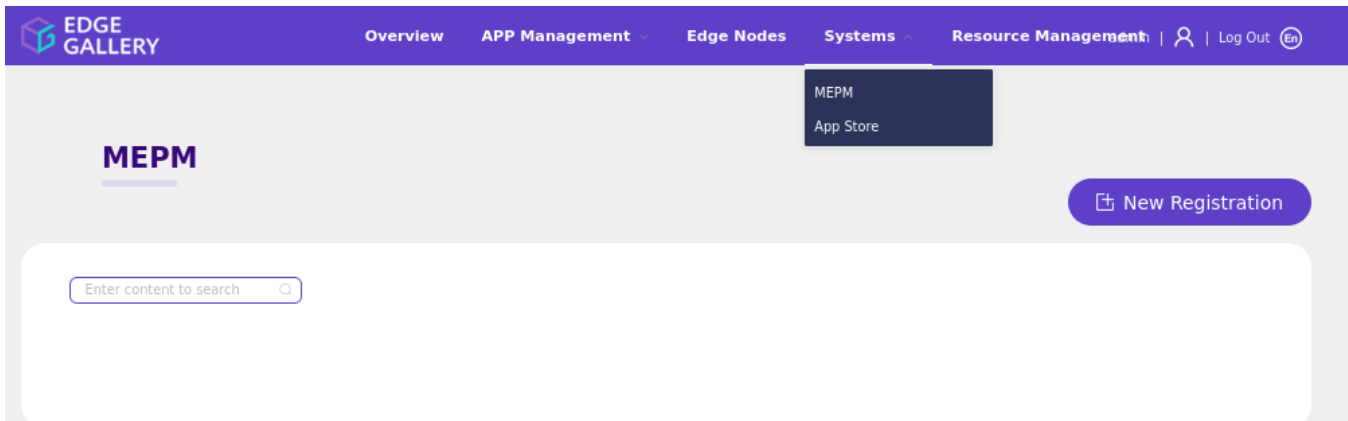 EDGE
GALLERY
Overview APP Management Edge Nodes Systems Resource Management admin | | Log Out En
MEPM
App Store
MEPM
New Registration
Enter content to search